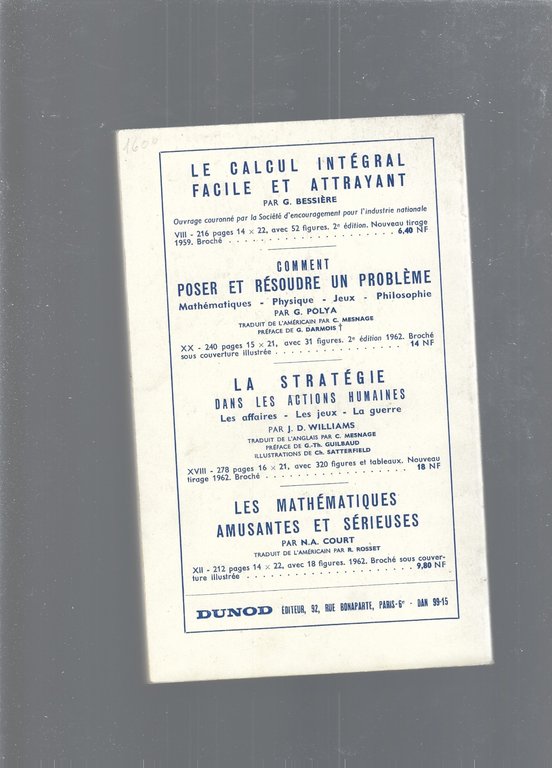 1600
LE CALCUL INTÉGRAL
FACILE ET ATTRAYANT
PAR G. BESSIÈRE
Ouvrage couronné par la Société d'encouragement pour l'industrie nationale
VIII - 216 pages 14 × 22, avec 52 figures. 2e édition. Nouveau tirage
1959. Broché . . . . . . . . . . . . . . . . . . 6,40 NF
COMMENT
POSER ET RÉSOUDRE UN PROBLÈME
Mathématiques - Physique - Jeux - Philosophie
PAR G. POLYA
TRADUIT DE L'AMÉRICAIN PAR C. MESNAGE
PRÉFACE DE G. DARMOIS †
XX - 240 pages 15 × 21, avec 31 figures. 2e édition 1962. Broché
sous couverture illustrée . . . . . . . . . . . . . . . . 14 NF
LA STRATÉGIE
DANS LES ACTIONS HUMAINES
Les affaires - Les jeux - La guerre
PAR J. D. WILLIAMS
TRADUIT DE L'ANGLAIS PAR C. MESNAGE
PRÉFACE DE G.-Th. GUILBAUD
ILLUSTRATIONS DE Ch. SATTERFIELD
XVIII - 278 pages 16 × 21, avec 320 figures et tableaux. Nouveau
tirage 1962. Broché . . . . . . . . . . . . . . . . 18 NF
LES MATHÉMATIQUES
AMUSANTES ET SÉRIEUSES
PAR N.A. COURT
TRADUIT DE L'AMÉRICAIN PAR R. ROSSET
XII - 212 pages 14 × 22, avec 18 figures. 1962. Broché sous couver-
ture illustrée . . . . . . . . . . . . . . . . . . . . 9,80 NF
DUNOD ÉDITEUR, 92, RUE BONAPARTE, PARIS-6e - DAN 99-15